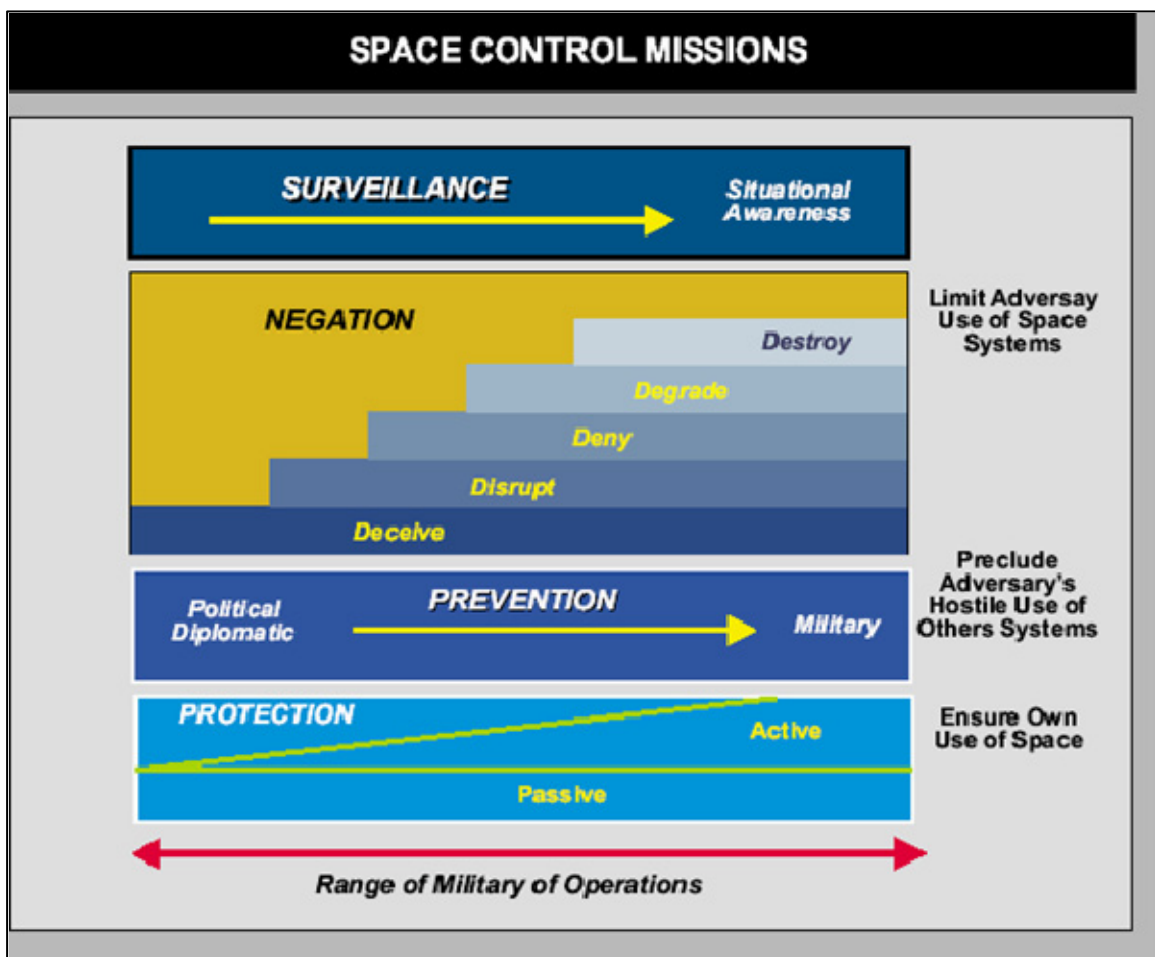 SPACE CONTROL MISSIONS
SURVEILLANCE
Situational
Awareness
NEGATION
Limit Adversay
Use of Space
Systems
Destroy
Degrade
Deny
Disrupt
Deceive
Political
Diplomatic
PREVENTION
Military
Preclude
Adversary's
Hostile Use of
Others Systems
PROTECTION
Active
Passive
Ensure Own
Use of Space
Range of Military of Operations